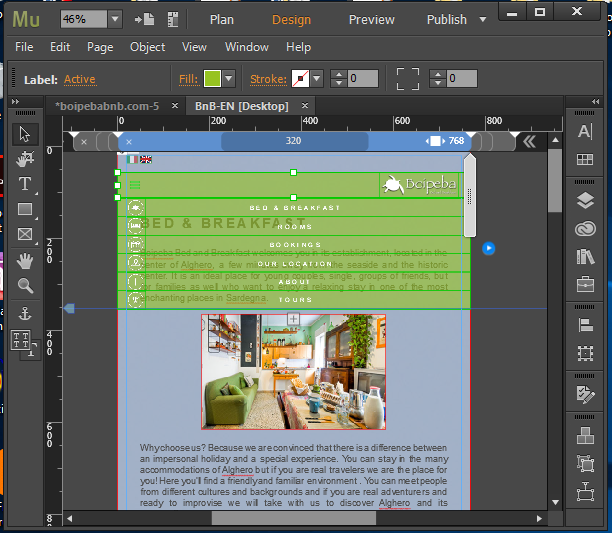 Mu 46% Plan Design Preview Publish
File Edit Page Object View Window Help
Label: Active Fill: Stroke: 0 0
*boipebabnb.com-5 × BnB-EN [Desktop] ×
0 200 400 600 800
× × 320 768
0
200
400
600
Boipeba
BED & BREAKFAST
BED & BREAKFAST
ROOMS
BOOKINGS
Boipeba Bed and Breakfast welcomes you in its establishment, located in the
OUR LOCATION
center of Alghero, a few the seaside and the historic
center. It is an ideal place for young couples, single, groups of friends, but
ABOUT
for families as well who want to enjoy a relaxing stay in one of the most
TOURS
enchanting places in Sardegna.
Why choose us? Because we are convinced that there is a difference between
an impersonal holiday and a special experience. You can stay in the many
accommodations of Alghero but if you are real travelers we are the place for
you! Here you'll find a friendly and familiar environment . You can meet people
from different cultures and backgrounds and if you are real adventurers and
ready to improvise we will take with us to discover Alghero and its